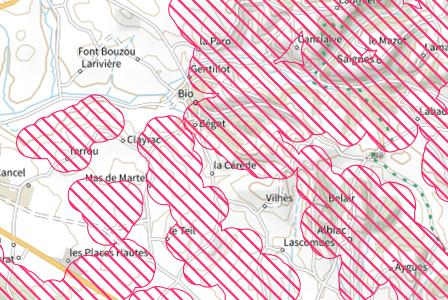 Lauumière
la Paro
Canclaive
le Mazot
Font Bouzou
Larivière
Saignes
Gentillot
Bio
Bégot
Terrou
Clayrac
la Cérède
Mas de Martel
Vilhès
Belair
Albiac
le Teil
Lascombes
les Places Hautes
Aygues